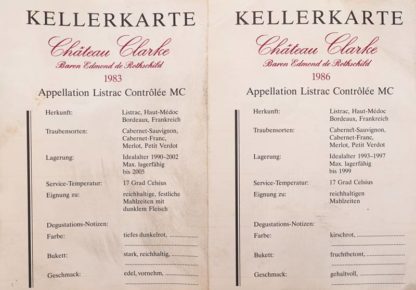 KELLERKARTE
Château Clarke
Baron Edmond de Rothschild
1983
Appellation Listrac Contrôlée MC
Herkunft: Listrac, Haut-Médoc
Bordeaux, Frankreich
Traubensorten: Cabernet-Sauvignon,
Cabernet-Franc,
Merlot, Petit Verdot
Lagerung: Idealalter 1990–2002
Max. lagerfähig
bis 2005
Service-Temperatur: 17 Grad Celsius
Eignung zu: reichhaltige, festliche
Mahlzeiten mit
dunklem Fleisch
Degustations-Notizen:
Farbe: tiefes dunkelrot,
Bukett: stark, reichhaltig,
Geschmack: edel, vornehm,
KELLERKARTE
Château Clarke
Baron Edmond de Rothschild
1986
Appellation Listrac Contrôlée MC
Herkunft: Listrac, Haut-Médoc
Bordeaux, Frankreich
Traubensorten: Cabernet-Sauvignon,
Cabernet-Franc,
Merlot, Petit Verdot
Lagerung: Idealalter 1993–1997
Max. lagerfähig
bis 1999
Service-Temperatur: 17 Grad Celsius
Eignung zu: reichhaltigen
Mahlzeiten
Degustations-Notizen:
Farbe: kirschrot,
Bukett: fruchtbetont,
Geschmack: gehaltvoll,